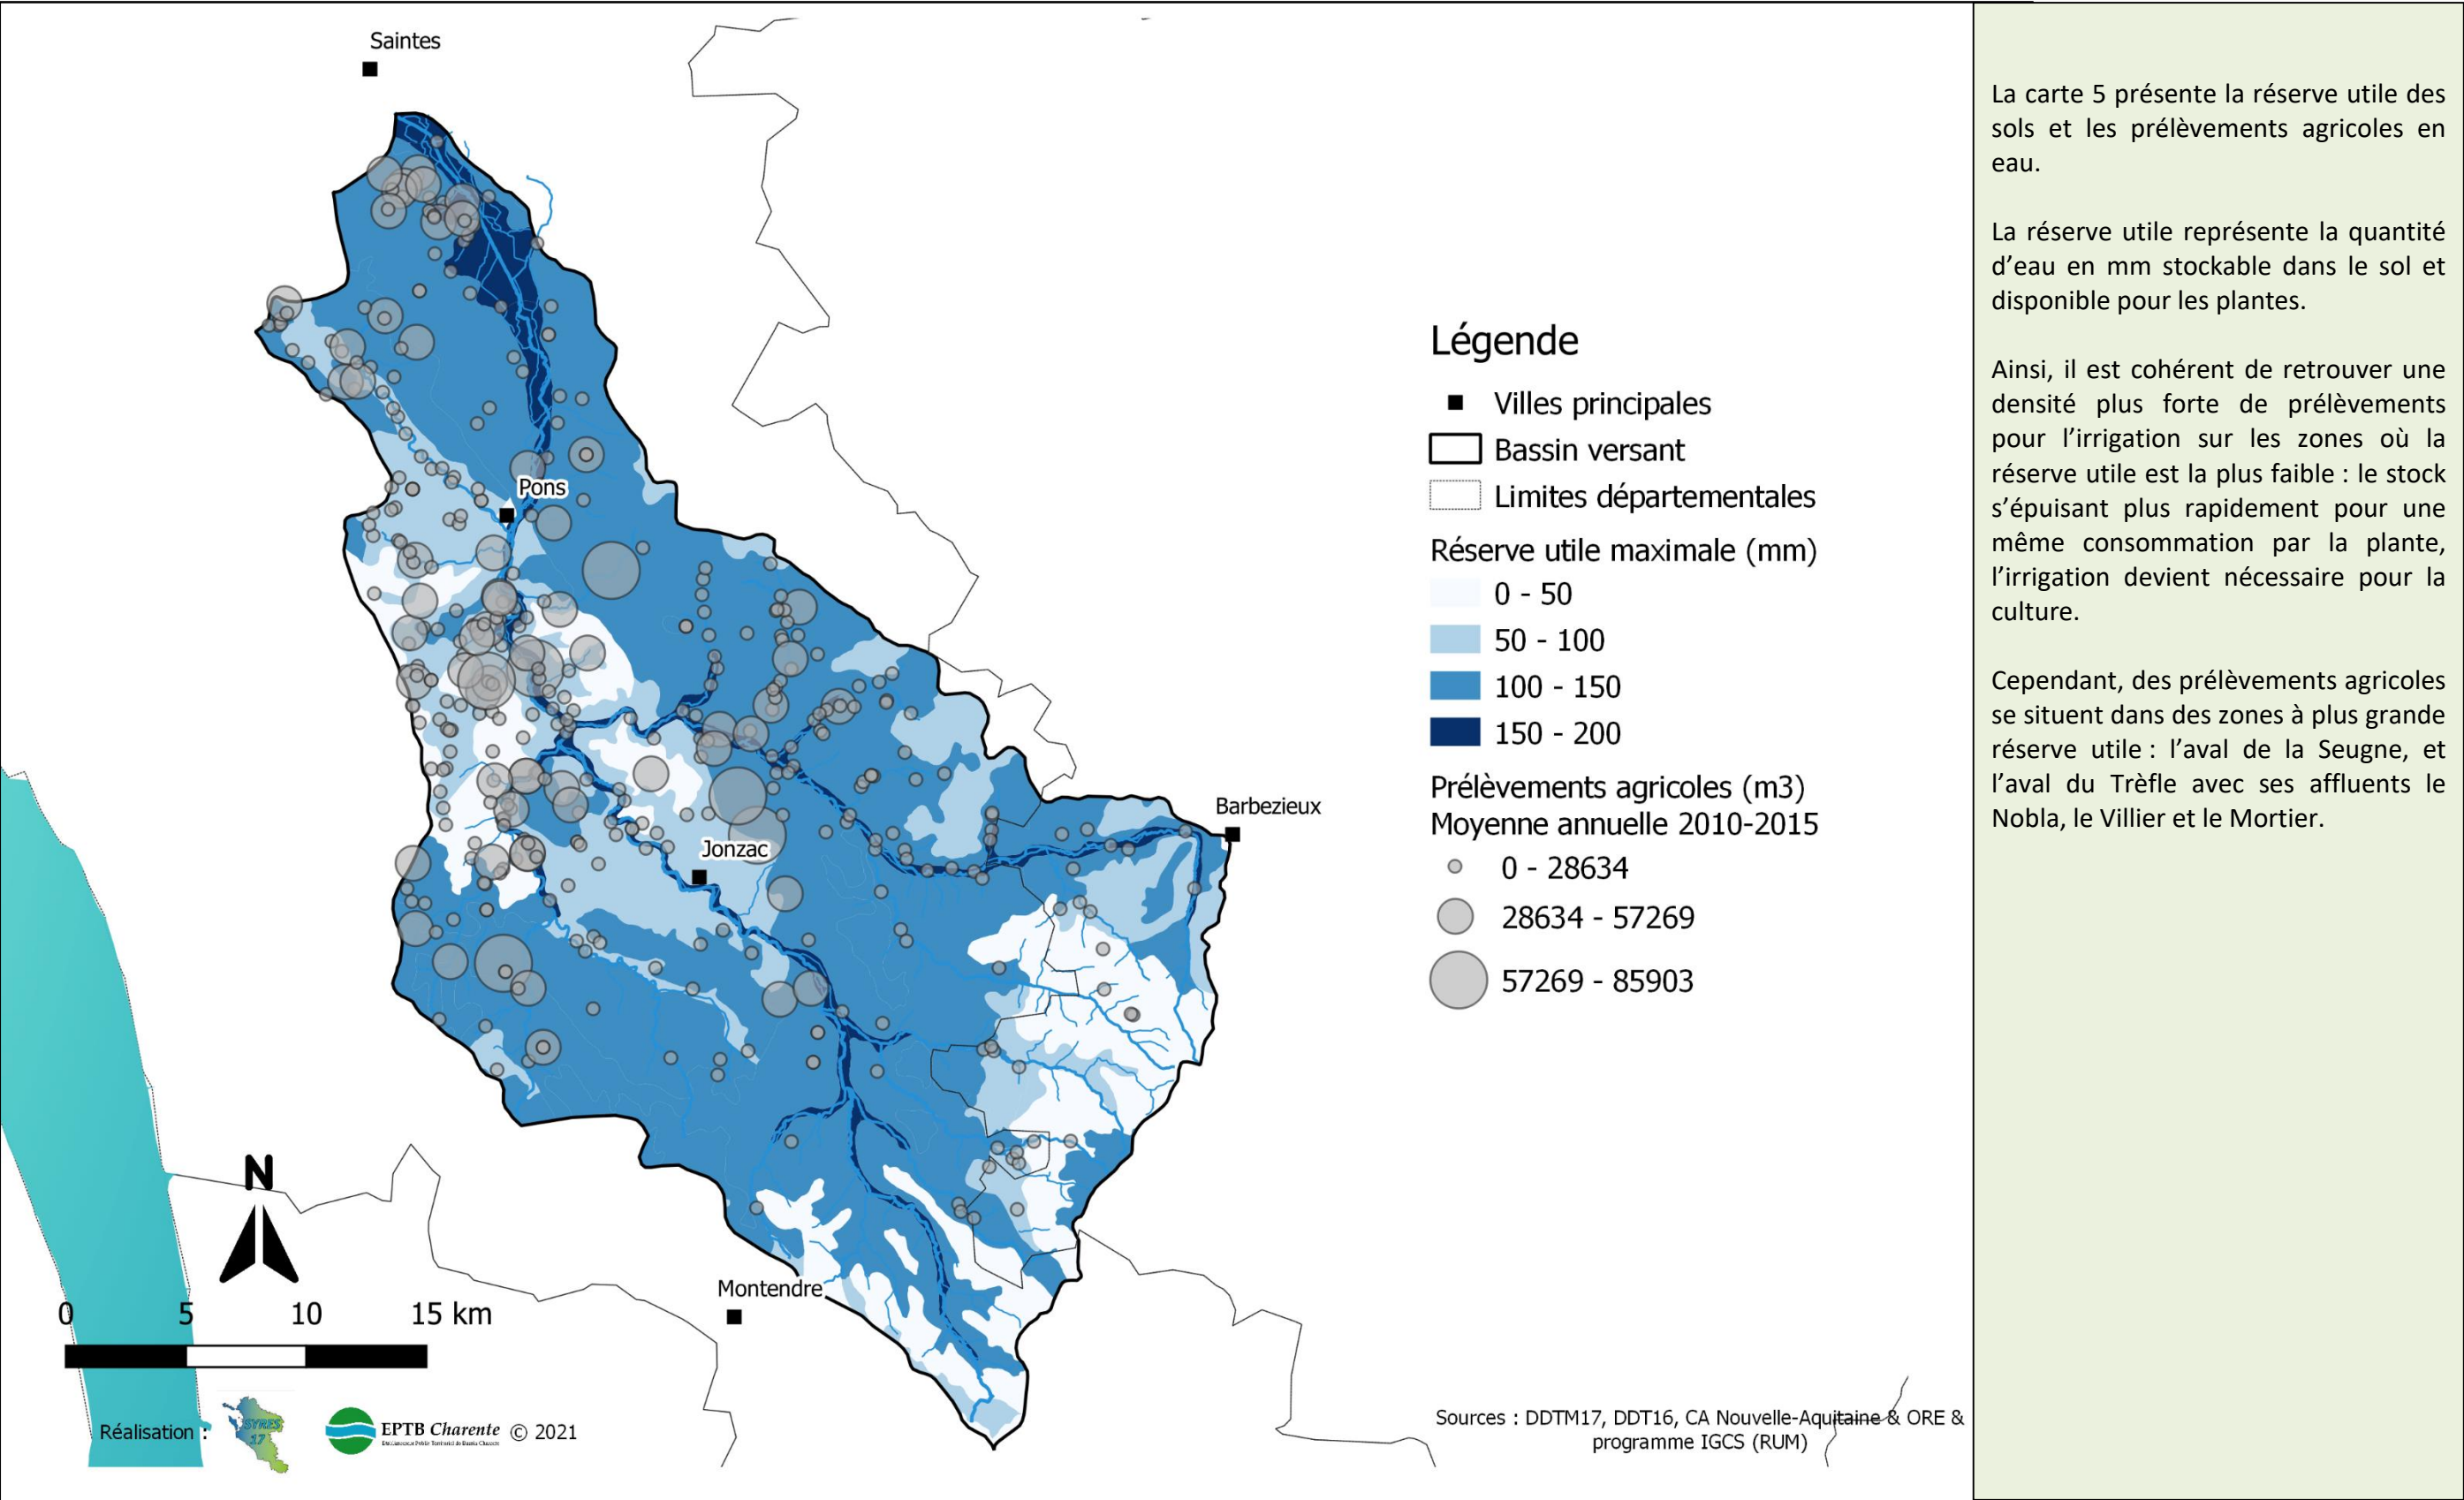 Saintes
Pons
Jonzac
Barbezieux
Montendre
N
0 5 10 15 km
Réalisation :
SYRES
17
EPTB Charente © 2021
Légende
Villes principales
Bassin versant
Limites départementales
Réserve utile maximale (mm)
0 - 50
50 - 100
100 - 150
150 - 200
Prélèvements agricoles (m3)
Moyenne annuelle 2010-2015
0 - 28634
28634 - 57269
57269 - 85903
Sources : DDTM17, DDT16, CA Nouvelle-Aquitaine & ORE &
programme IGCS (RUM)
La carte 5 présente la réserve utile des
sols et les prélèvements agricoles en
eau.
La réserve utile représente la quantité
d’eau en mm stockable dans le sol et
disponible pour les plantes.
Ainsi, il est cohérent de retrouver une
densité plus forte de prélèvements
pour l’irrigation sur les zones où la
réserve utile est la plus faible : le stock
s’épuisant plus rapidement pour une
même consommation par la plante,
l’irrigation devient nécessaire pour la
culture.
Cependant, des prélèvements agricoles
se situent dans des zones à plus grande
réserve utile : l’aval de la Seugne, et
l’aval du Trèfle avec ses affluents le
Nobla, le Villier et le Mortier.